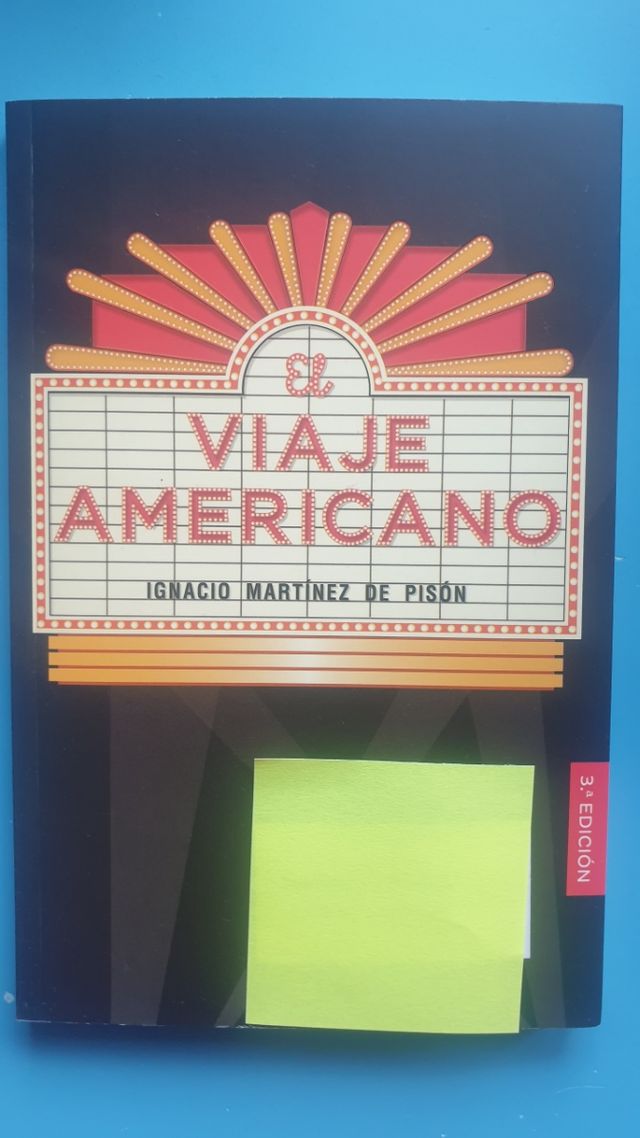 El
VIAJE
AMERICANO
IGNACIO MARTÍNEZ DE PISÓN
3.ª EDICIÓN